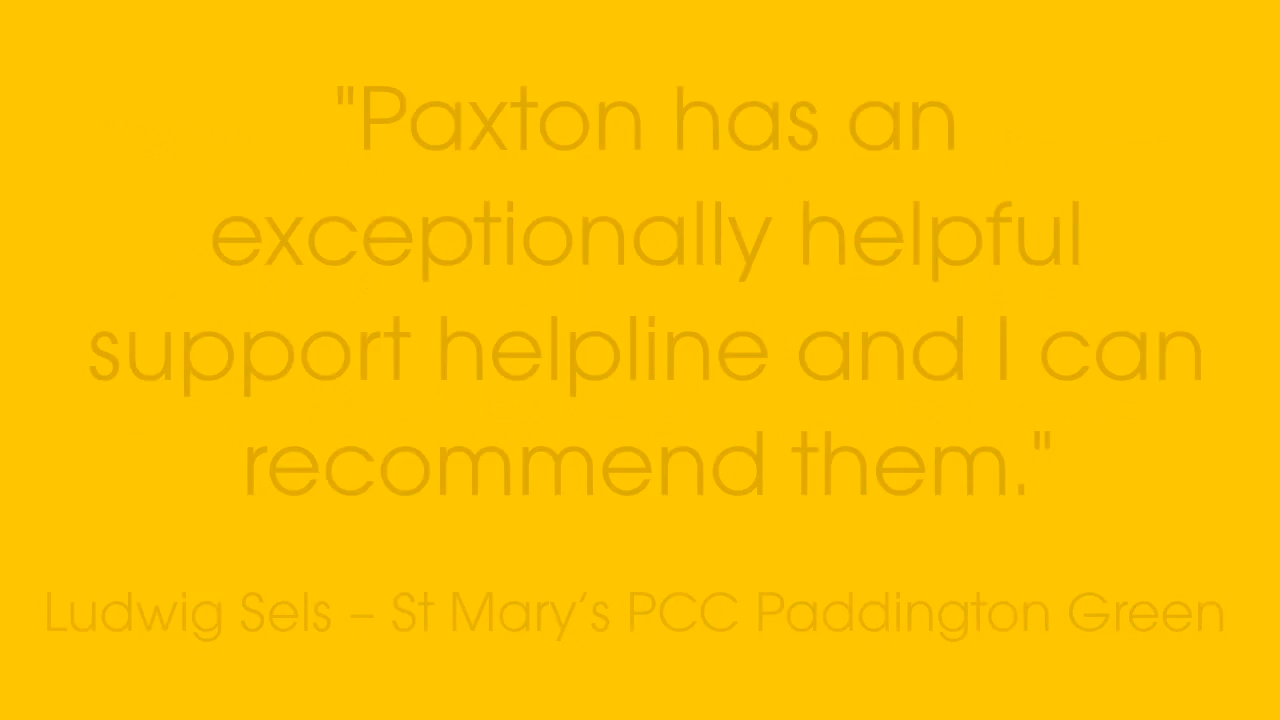 "Paxton has an
exceptionally helpful
support helpline and I can
recommend them."
Ludwig Sels – St Mary’s PCC Paddington Green